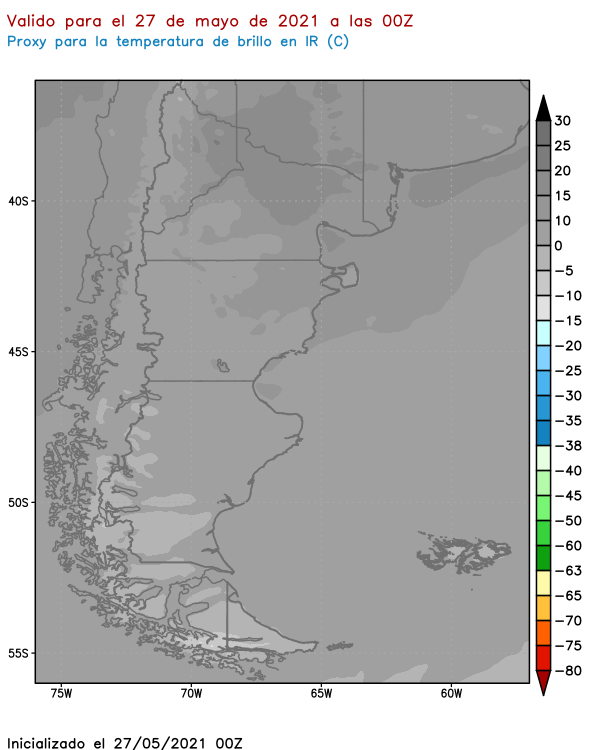 Valido para el 27 de mayo de 2021 a las 00Z
Proxy para la temperatura de brillo en IR (C)
30
25
20
15
10
0
−5
−10
−15
−20
−25
−30
−35
−38
−40
−45
−50
−60
−63
−65
−70
−75
−80
40S
45S
50S
55S
75W 70W 65W 60W
Inicializado el 27/05/2021 00Z